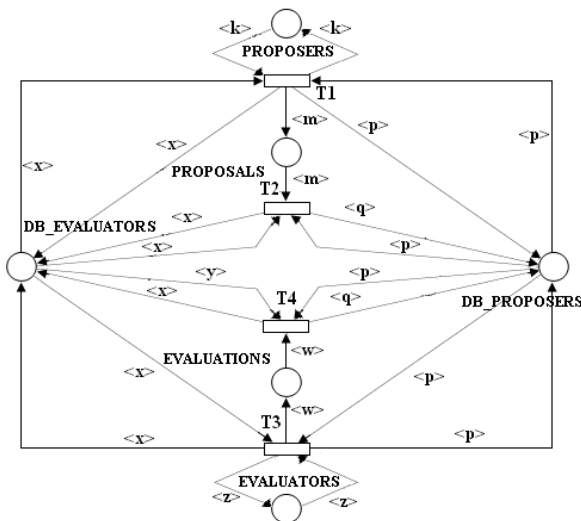 <k> <k>
PROPOSERS
T1
<m>
<x> <p>
<x> <p>
PROPOSALS
<m>
T2
DB_EVALUATORS
<x> <q>
<x> <p>
<y> <p>
<x> T4 <q>
DB_PROPOSERS
EVALUATIONS
<w>
<x> <p>
<w>
T3
<x> <p>
EVALUATORS
<z> <z>